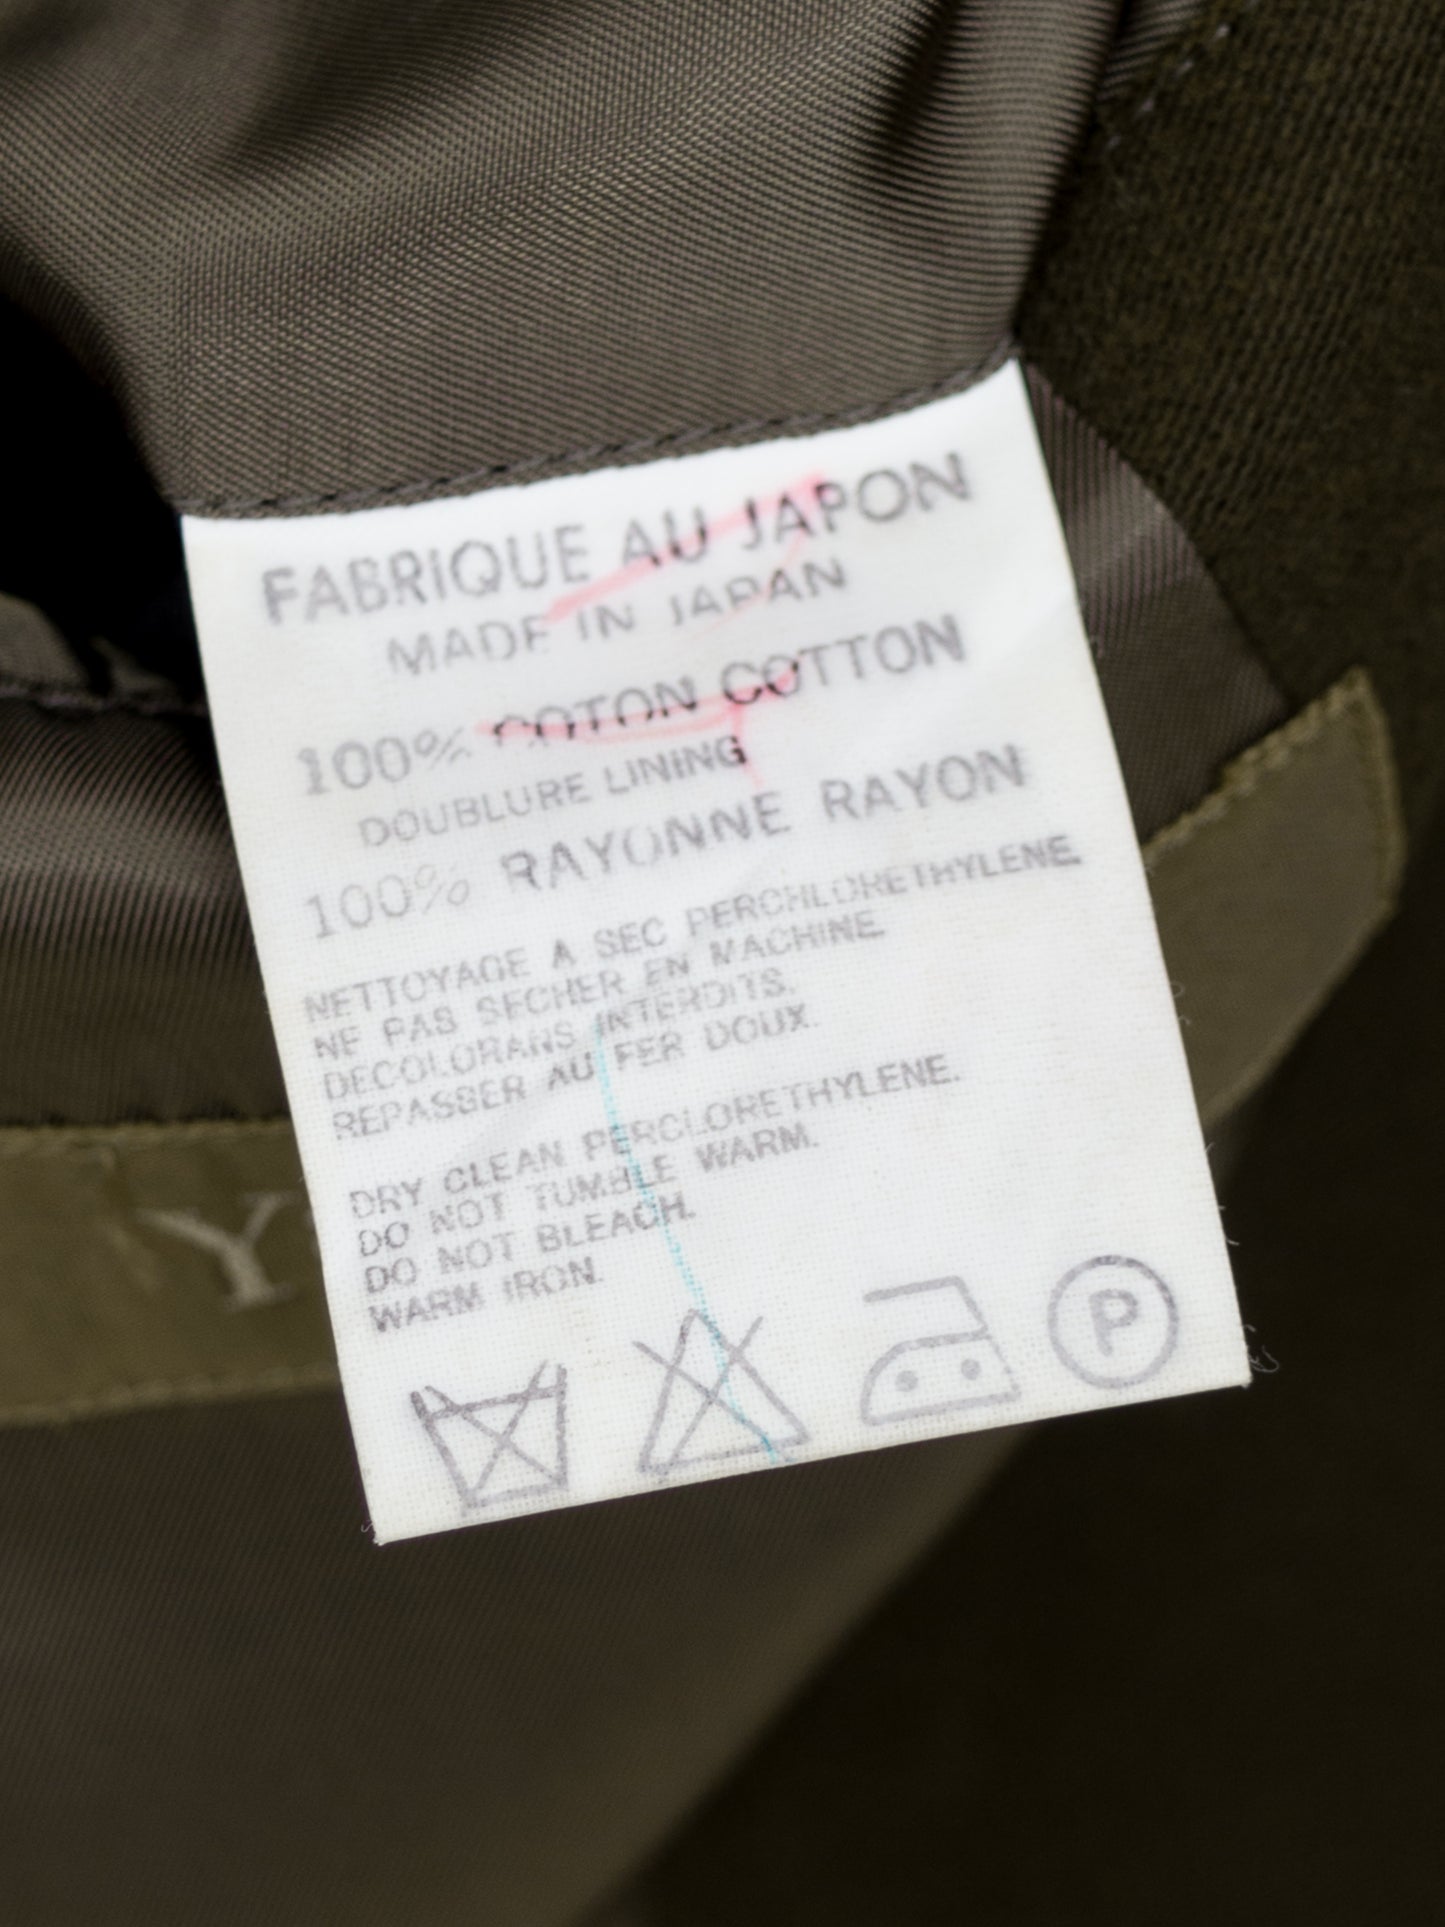 FABRIQUE AU JAPON
MADE IN JAPAN
100% COTON COTTON
DOUBLURE LINING
100% RAYONNE RAYON
NETTOYAGE A SEC PERCHLORETHYLENE.
NE PAS SECHER EN MACHINE.
DECOLORANS INTERDITS.
REPASSER AU FER DOUX.
DRY CLEAN PERCLORETHYLENE.
DO NOT TUMBLE WARM.
DO NOT BLEACH.
WARM IRON.
P
Y